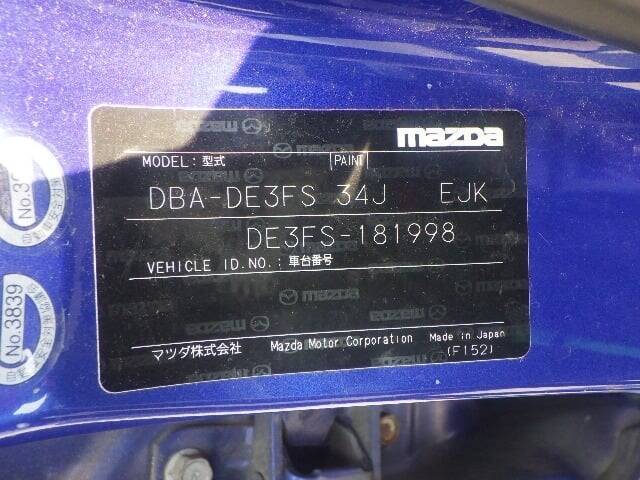 mazda
MODEL: 型式 PAINT
DBA-DE3FS 34J EJK
DE3FS-181998
VEHICLE ID.NO.: 車台番号
mazda
マツダ株式会社 Mazda Motor Corporation Made in Japan
(F152)
No.3839